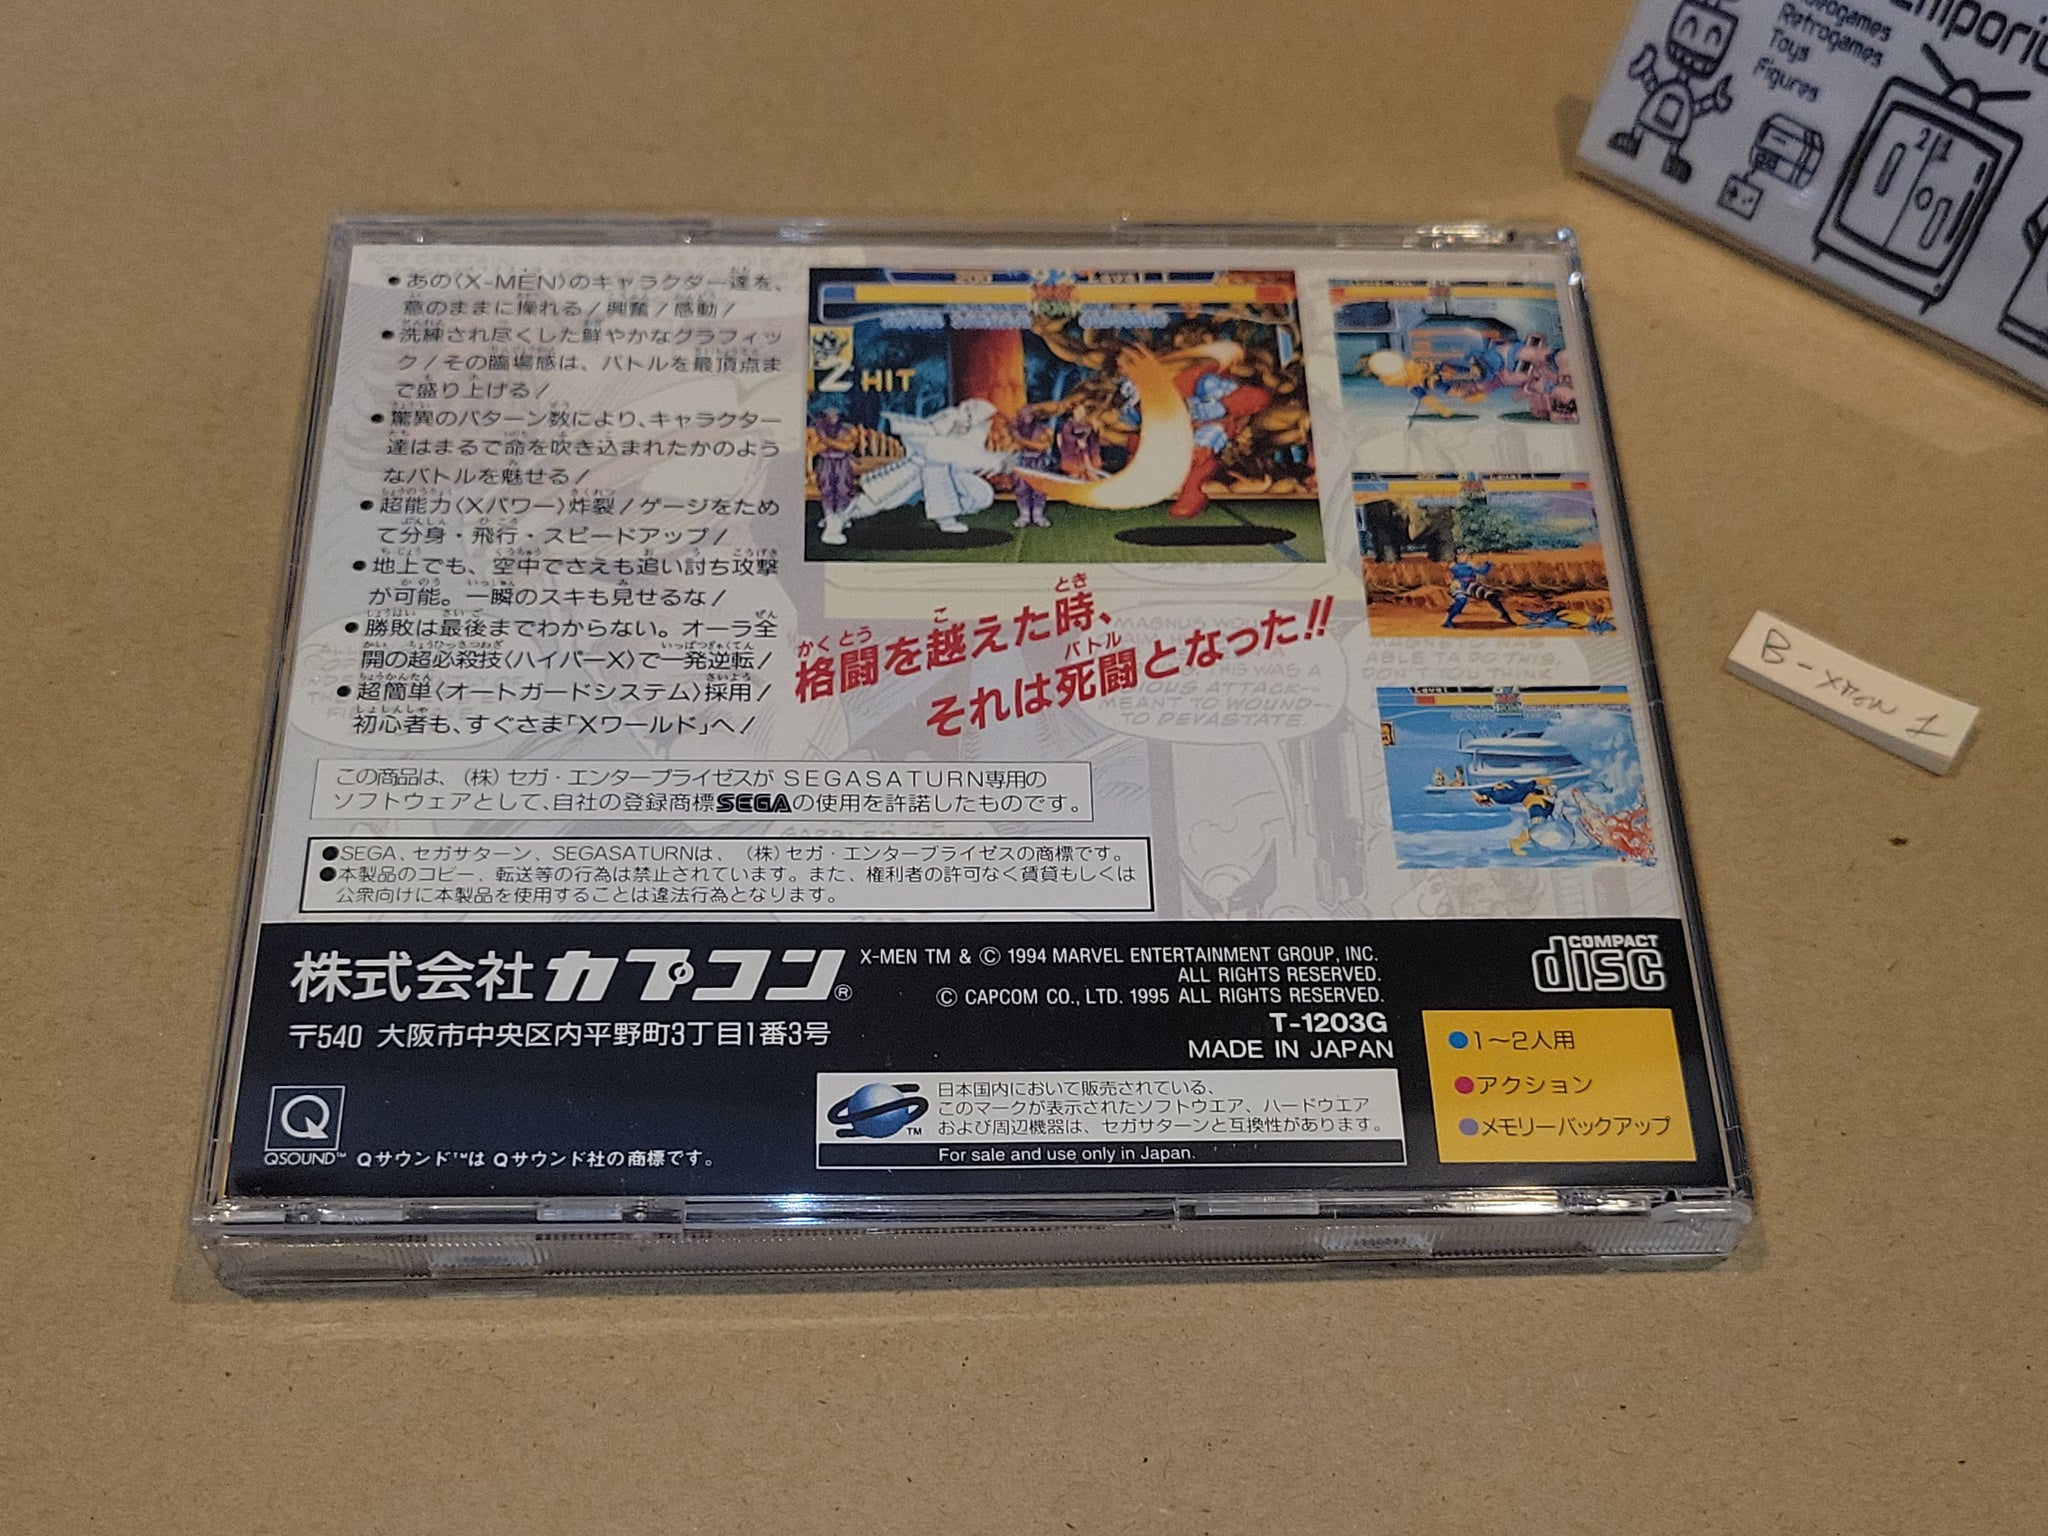 Videogames
Retrogames
Toys
Figures
●あの〈X-MEN〉のキャラクター達を、
意のままに操れる!興奮!感動!
●洗練され尽くした鮮やかなグラフィッ
ク!その臨場感は、バトルを最頂点ま
で盛り上げる!
●驚異のパターン数により、キャラクター
達はまるで命を吹き込まれたかのよう
なバトルを魅せる!
●超能力〈Xパワー〉炸裂!ゲージをため
て分身・飛行・スピードアップ!
●地上でも、空中でさえも追い討ち攻撃
が可能。一瞬のスキも見せるな!
●勝敗は最後までわからない。オーラ全
開の超必殺技〈ハイパーX〉で一発逆転!
●超簡単〈オートガードシステム〉採用!
初心者も、すぐさま「Xワールド」へ!
2 HIT
格闘を越えた時、
それは死闘となった!!
B-xmen 1
この商品は、(株)セガ・エンタープライゼスが SEGASATURN専用の
ソフトウェアとして、自社の登録商標SEGAの使用を許諾したものです。
●SEGA、セガサターン、SEGASATURNは、(株)セガ・エンタープライゼスの商標です。
●本製品のコピー、転送等の行為は禁止されています。また、権利者の許可なく賃貸もしくは
公衆向けに本製品を使用することは違法行為となります。
株式会社カプコン®
〒540 大阪市中央区内平野町3丁目1番3号
X-MEN TM & © 1994 MARVEL ENTERTAINMENT GROUP, INC.
ALL RIGHTS RESERVED.
© CAPCOM CO., LTD. 1995 ALL RIGHTS RESERVED.
T-1203G
MADE IN JAPAN
COMPACT
disc
●1〜2人用
●アクション
●メモリーバックアップ
Q
QSOUND™ Qサウンド™は Qサウンド社の商標です。
TM
日本国内において販売されている、
このマークが表示されたソフトウエア、ハードウエア
および周辺機器は、セガサターンと互換性があります。
For sale and use only in Japan.